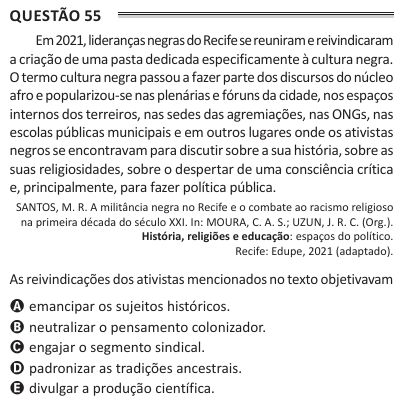 QUESTÃO 55
Em 2021, lideranças negras do Recife se reuniram e reivindicaram
a criação de uma pasta dedicada especificamente à cultura negra.
O termo cultura negra passou a fazer parte dos discursos do núcleo
afro e popularizou-se nas plenárias e fóruns da cidade, nos espaços
internos dos terreiros, nas sedes das agremiações, nas ONGs, nas
escolas públicas municipais e em outros lugares onde os ativistas
negros se encontravam para discutir sobre a sua história, sobre as
suas religiosidades, sobre o despertar de uma consciência crítica
e, principalmente, para fazer política pública.
SANTOS, M. R. A militância negra no Recife e o combate ao racismo religioso
na primeira década do século XXI. In: MOURA, C. A. S.; UZUN, J. R. C. (Org.).
História, religiões e educação: espaços do político.
Recife: Edupe, 2021 (adaptado).
As reivindicações dos ativistas mencionados no texto objetivavam
A emancipar os sujeitos históricos.
B neutralizar o pensamento colonizador.
C engajar o segmento sindical.
D padronizar as tradições ancestrais.
E divulgar a produção científica.